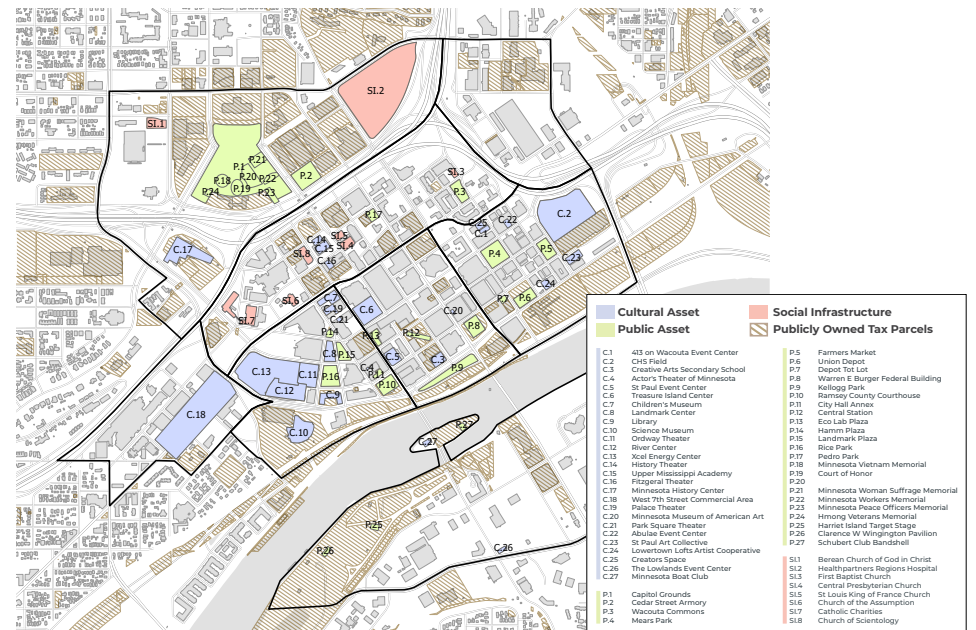 SI.2
SI.1
P.21
P.1
P.20
P.18
P.22
P.19
P.24
P.23
P.2
SI.3
P.3
P.17
C.25
C.22
C.1
C.2
C.14
SI.5
C.15
SI.4
SI.8
C.16
C.17
P.4
P.5
C.23
C.24
SI.6
C.7
C.19
C.6
C.21
C.20
P.7
P.6
SI.7
P.14
P.13
P.12
P.8
C.8
P.15
C.5
C.3
P.9
C.13
C.11
P.16
C.4
P.11
P.10
C.12
C.9
C.18
C.10
P.27
C.27
P.25
P.26
C.26
Cultural Asset
Social Infrastructure
Public Asset
Publicly Owned Tax Parcels
C.1 413 on Wacouta Event Center
C.2 CHS Field
C.3 Creative Arts Secondary School
C.4 Actor's Theater of Minnesota
C.5 St Paul Event Center
C.6 Treasure Island Center
C.7 Children's Museum
C.8 Landmark Center
C.9 Library
C.10 Science Museum
C.11 Ordway Theater
C.12 River Center
C.13 Xcel Energy Center
C.14 History Theater
C.15 Upper Mississippi Academy
C.16 Fitzgeral Theater
C.17 Minnesota History Center
C.18 West 7th Street Commercial Area
C.19 Palace Theater
C.20 Minnesota Museum of American Art
C.21 Park Square Theater
C.22 Abulae Event Center
C.23 St Paul Art Collective
C.24 Lowertown Lofts Artist Cooperative
C.25 Creators Space
C.26 The Lowlands Event Center
C.27 Minnesota Boat Club
P.1 Capitol Grounds
P.2 Cedar Street Armory
P.3 Wacouta Commons
P.4 Mears Park
P.5 Farmers Market
P.6 Union Depot
P.7 Depot Tot Lot
P.8 Warren E Burger Federal Building
P.9 Kellogg Park
P.10 Ramsey County Courthouse
P.11 City Hall Annex
P.12 Central Station
P.13 Eco Lab Plaza
P.14 Hamm Plaza
P.15 Landmark Plaza
P.16 Rice Park
P.17 Pedro Park
P.18 Minnesota Vietnam Memorial
P.19 Court of Honor
P.20
P.21 Minnesota Woman Suffrage Memorial
P.22 Minnesota Workers Memorial
P.23 Minnesota Peace Officers Memorial
P.24 Hmong Veterans Memorial
P.25 Harriet Island Target Stage
P.26 Clarence W Wingington Pavilion
P.27 Schubert Club Bandshell
SI.1 Berean Church of God in Christ
SI.2 Healthpartners Regions Hospital
SI.3 First Baptist Church
SI.4 Central Presbyterian Church
SI.5 St Louis King of France Church
SI.6 Church of the Assumption
SI.7 Catholic Charities
SI.8 Church of Scientology